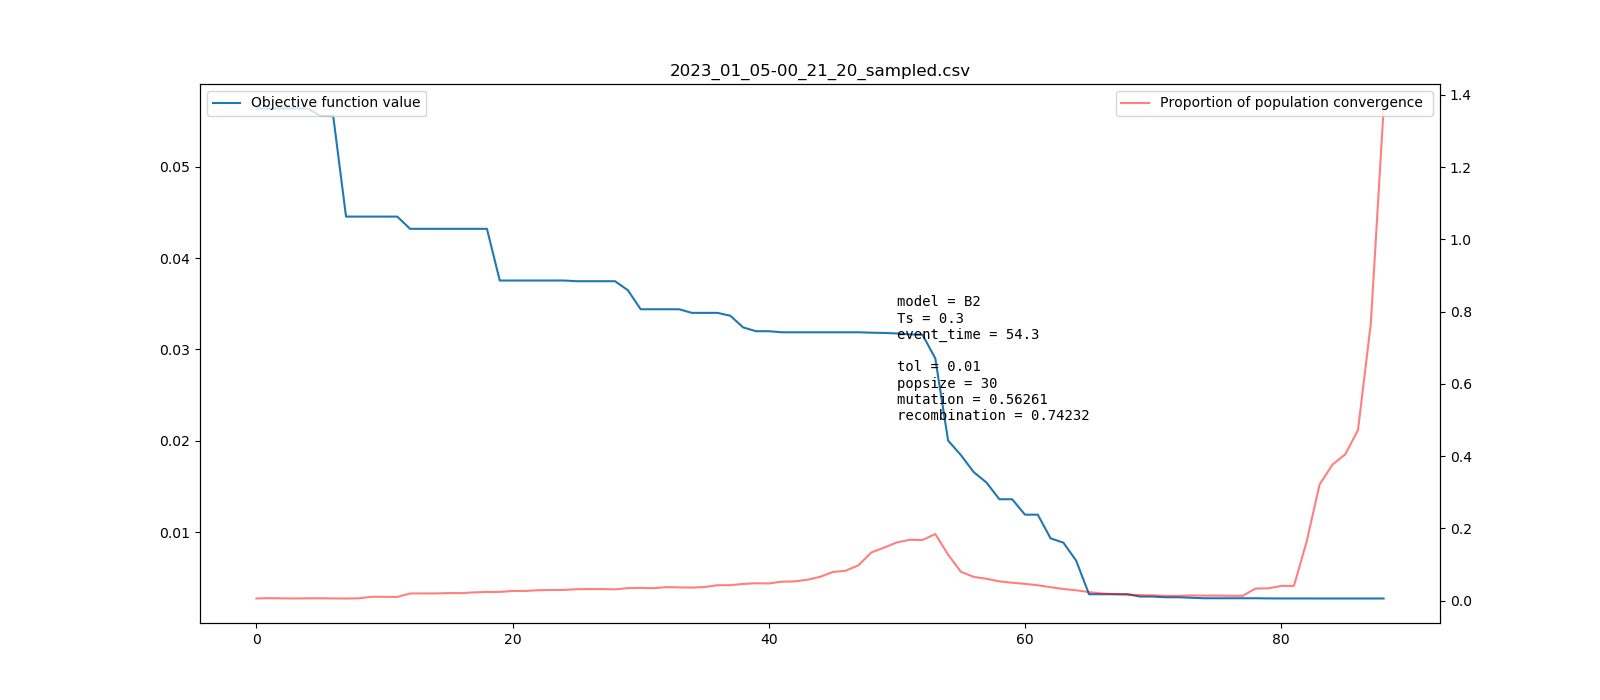 2023_01_05-00_21_20_sampled.csv
Objective function value
Proportion of population convergence
0.05
0.04
0.03
0.02
0.01
1.4
1.2
1.0
0.8
0.6
0.4
0.2
0.0
model = B2
Ts = 0.3
event_time = 54.3
tol = 0.01
popsize = 30
mutation = 0.56261
recombination = 0.74232
0 20 40 60 80